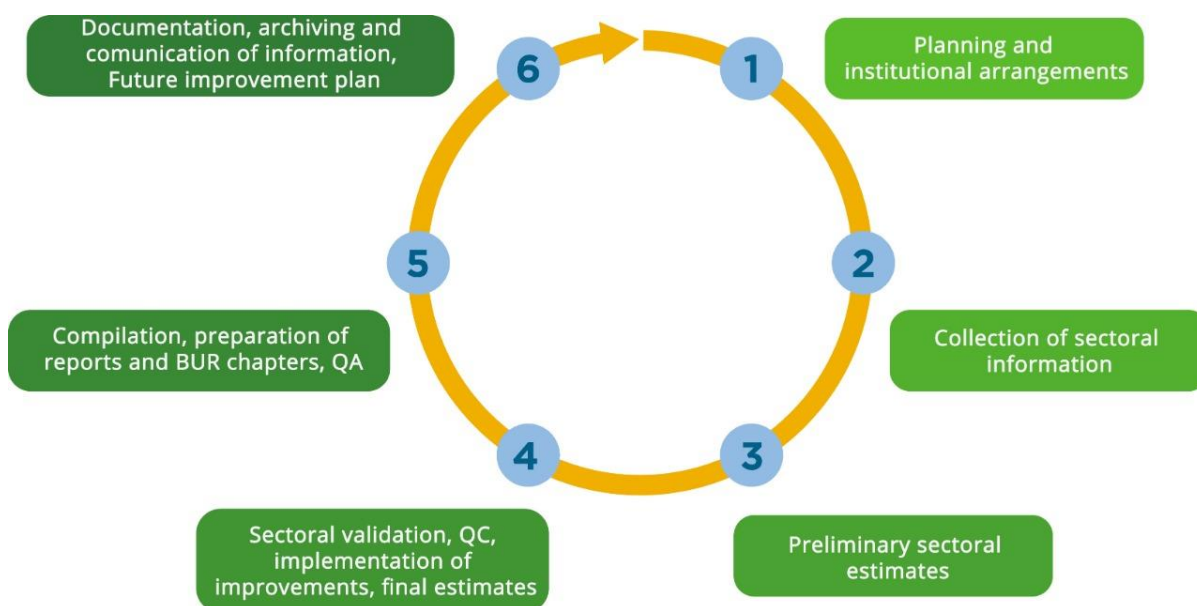 1
Planning and
institutional arrangements
2
Collection of sectoral
information
3
Preliminary sectoral
estimates
4
Sectoral validation, QC,
implementation of
improvements, final estimates
5
Compilation, preparation of
reports and BUR chapters, QA
6
Documentation, archiving and
comunication of information,
Future improvement plan